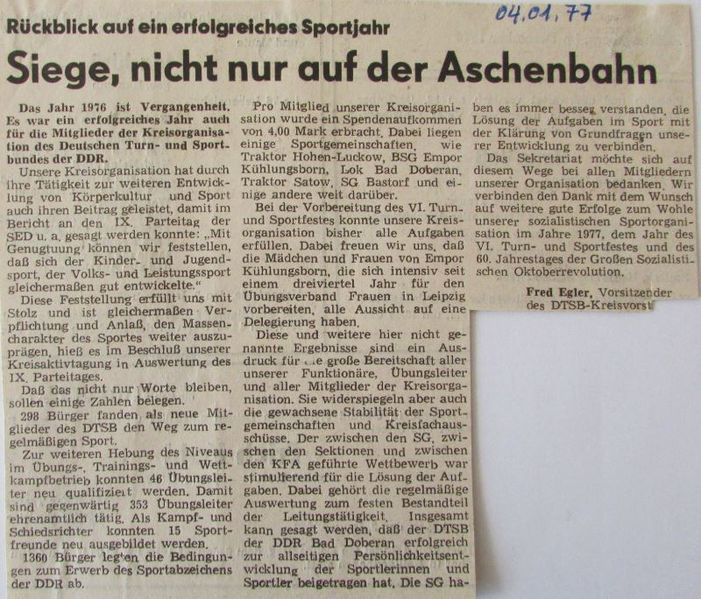 04.01.77
Rückblick auf ein erfolgreiches Sportjahr
Siege, nicht nur auf der Aschenbahn
Das Jahr 1976 ist Vergangenheit.
Es war ein erfolgreiches Jahr auch
für die Mitglieder der Kreisorganisa-
tion des Deutschen Turn- und Sport-
bundes der DDR.
Unsere Kreisorganisation hat durch
ihre Tätigkeit zur weiteren Entwick-
lung von Körperkultur und Sport
auch ihren Beitrag geleistet, damit im
Bericht an den IX. Parteitag der
SED u. a. gesagt werden konnte: „Mit
Genugtuung können wir feststellen,
daß sich der Kinder- und Jugend-
sport, der Volks- und Leistungssport
gleichermaßen gut entwickelte."
Diese Feststellung erfüllt uns mit
Stolz und ist gleichermaßen Ver-
pflichtung und Anlaß, den Massen-
charakter des Sportes weiter auszu-
prägen, hieß es im Beschluß unserer
Kreisaktivtagung in Auswertung des
IX. Parteitages.
Daß das nicht nur Worte bleiben,
sollen einige Zahlen belegen.
298 Bürger fanden als neue Mit-
glieder des DTSB den Weg zum re-
gelmäßigen Sport.
Zur weiteren Hebung des Niveaus
im Übungs-, Trainings- und Wett-
kampfbetrieb konnten 46 Übungslei-
ter neu qualifiziert werden. Damit
sind gegenwärtig 353 Übungsleiter
ehrenamtlich tätig. Als Kampf- und
Schiedsrichter konnten 15 Sport-
freunde neu ausgebildet werden.
1360 Bürger legten die Bedingun-
gen zum Erwerb des Sportabzeichens
der DDR ab.
Pro Mitglied unserer Kreisorgani-
sation wurde ein Spendenaufkom-
men von 4,00 Mark erbracht. Dabei liegen
einige Sportgemeinschaften, wie
Traktor Hohen-Luckow, BSG Empor
Kühlungsborn, Lok Bad Doberan,
Traktor Satow, SG Bastorf und ei-
nige andere weit darüber.
Bei der Vorbereitung des VI. Turn-
und Sportfestes konnte unsere Kreis-
organisation bisher alle Aufgaben
erfüllen. Dabei freuen wir uns, daß
die Mädchen und Frauen von Empor
Kühlungsborn, die sich intensiv seit
einem dreiviertel Jahr für den
Übungsverband Frauen in Leipzig
vorbereiten, alle Aussicht auf eine
Delegierung haben.
Diese und weitere hier nicht ge-
nannte Ergebnisse sind ein Aus-
druck für die große Bereitschaft aller
unserer Funktionäre, Übungsleiter
und aller Mitglieder der Kreisorga-
nisation. Sie widerspiegeln aber auch
die gewachsene Stabilität der Sport-
gemeinschaften und Kreisfachaus-
schüsse. Der zwischen den SG, zwi-
schen den Sektionen und zwischen
den KFA geführte Wettbewerb war
stimulierend für die Lösung der Auf-
gaben. Dabei gehört die regelmäßige
Auswertung zum festen Bestandteil
der Leitungstätigkeit. Insgesamt
kann gesagt werden, daß der DTSB
der DDR Bad Doberan erfolgreich
zur allseitigen Persönlichkeitsent-
wicklung der Sportlerinnen und
Sportler beigetragen hat. Die SG ha-
ben es immer besseg verstanden, die
Lösung der Aufgaben im Sport mit
der Klärung von Grundfragen unse-
rer Entwicklung zu verbinden.
Das Sekretariat möchte sich auf
diesem Wege bei allen Mitgliedern
unserer Organisation bedanken. Wir
verbinden den Dank mit dem Wunsch
auf weitere gute Erfolge zum Wohle
unserer sozialistischen Sportorgani-
sation im Jahre 1977, dem Jahr des
VI. Turn- und Sportfestes und des
60. Jahrestages der Großen Sozialisti-
schen Oktoberrevolution.
Fred Egler, Vorsitzender
des DTSB-Kreisvorst